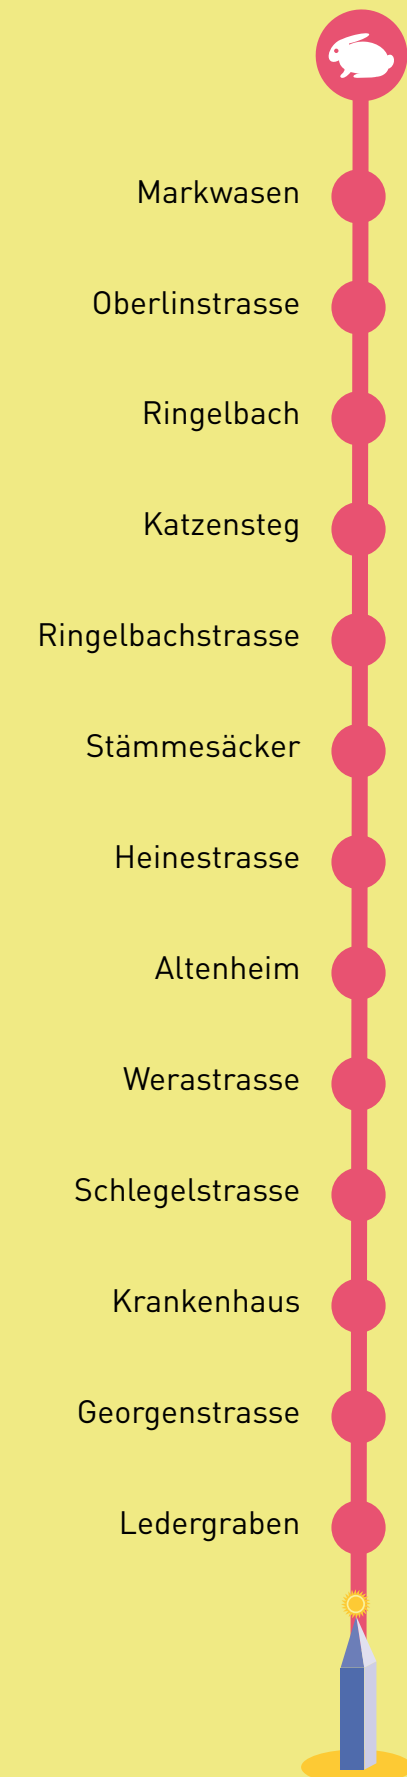 Markwasen
Oberlinstrasse
Ringelbach
Katzensteg
Ringelbachstrasse
Stämmesäcker
Heinestrasse
Altenheim
Werastrasse
Schlegelstrasse
Krankenhaus
Georgenstrasse
Ledergraben